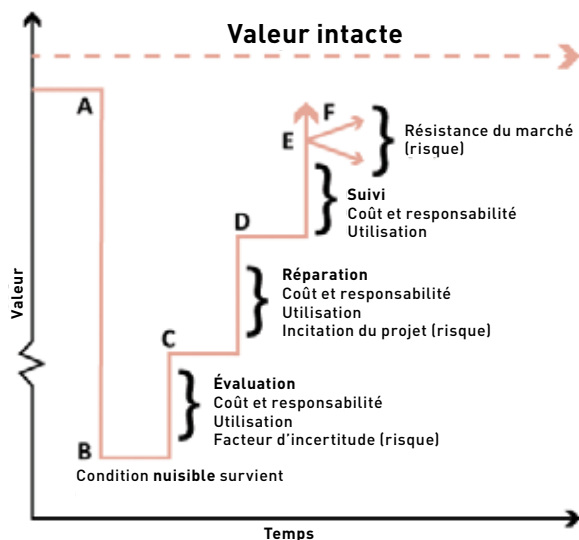 Valeur intacte
A
F
E
Résistance du marché
(risque)
Suivi
Coût et responsabilité
Utilisation
D
Réparation
Coût et responsabilité
Utilisation
Incitation du projet (risque)
Valeur
C
Évaluation
Coût et responsabilité
Utilisation
Facteur d'incertitude (risque)
B
Condition nuisible survient
Temps